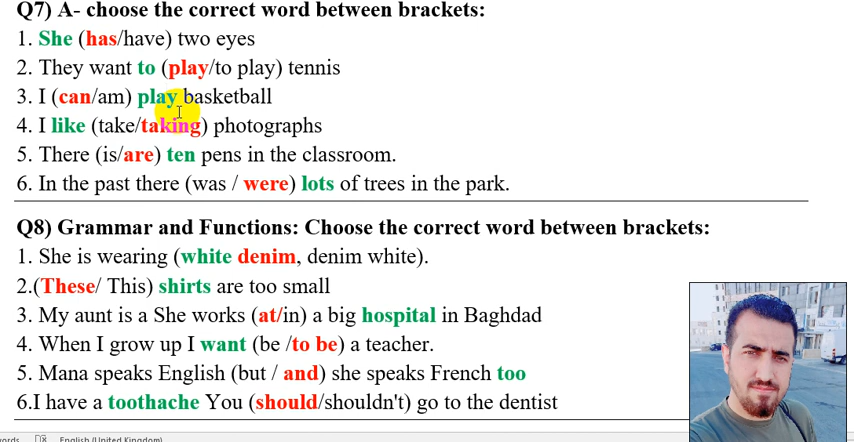 Q7) A- choose the correct word between brackets:
1. She (has/have) two eyes
2. They want to (play/to play) tennis
3. I (can/am) play basketball
4. I like (take/taking) photographs
5. There (is/are) ten pens in the classroom.
6. In the past there (was / were) lots of trees in the park.
Q8) Grammar and Functions: Choose the correct word between brackets:
1. She is wearing (white denim, denim white).
2.(These/ This) shirts are too small
3. My aunt is a She works (at/in) a big hospital in Baghdad
4. When I grow up I want (be /to be) a teacher.
5. Mana speaks English (but / and) she speaks French too
6.I have a toothache You (should/shouldn't) go to the dentist
English (United Kingdom)